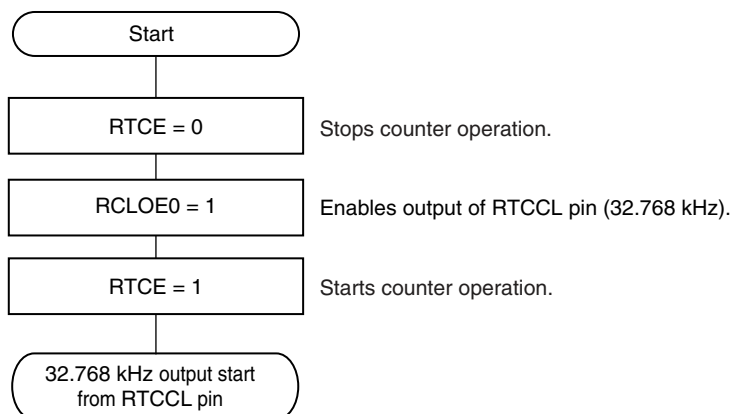 Start
RTCE = 0
Stops counter operation.
RCLOE0 = 1
Enables output of RTCCL pin (32.768 kHz).
RTCE = 1
Starts counter operation.
32.768 kHz output start
from RTCCL pin